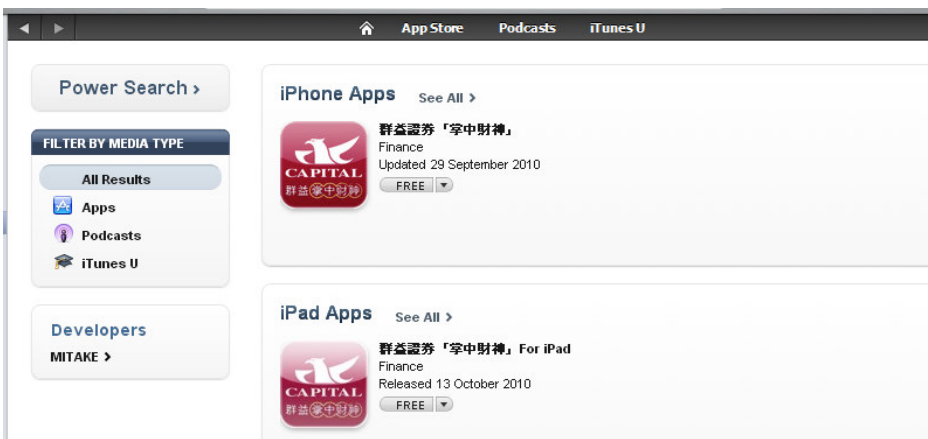 App Store Podcasts iTunes U
Power Search ›
FILTER BY MEDIA TYPE
All Results
Apps
Podcasts
iTunes U
Developers
MITAKE ›
iPhone Apps See All ›
CAPITAL
群益掌中財神
群益證券「掌中財神」
Finance
Updated 29 September 2010
FREE
iPad Apps See All ›
CAPITAL
群益掌中財神
群益證券「掌中財神」For iPad
Finance
Released 13 October 2010
FREE